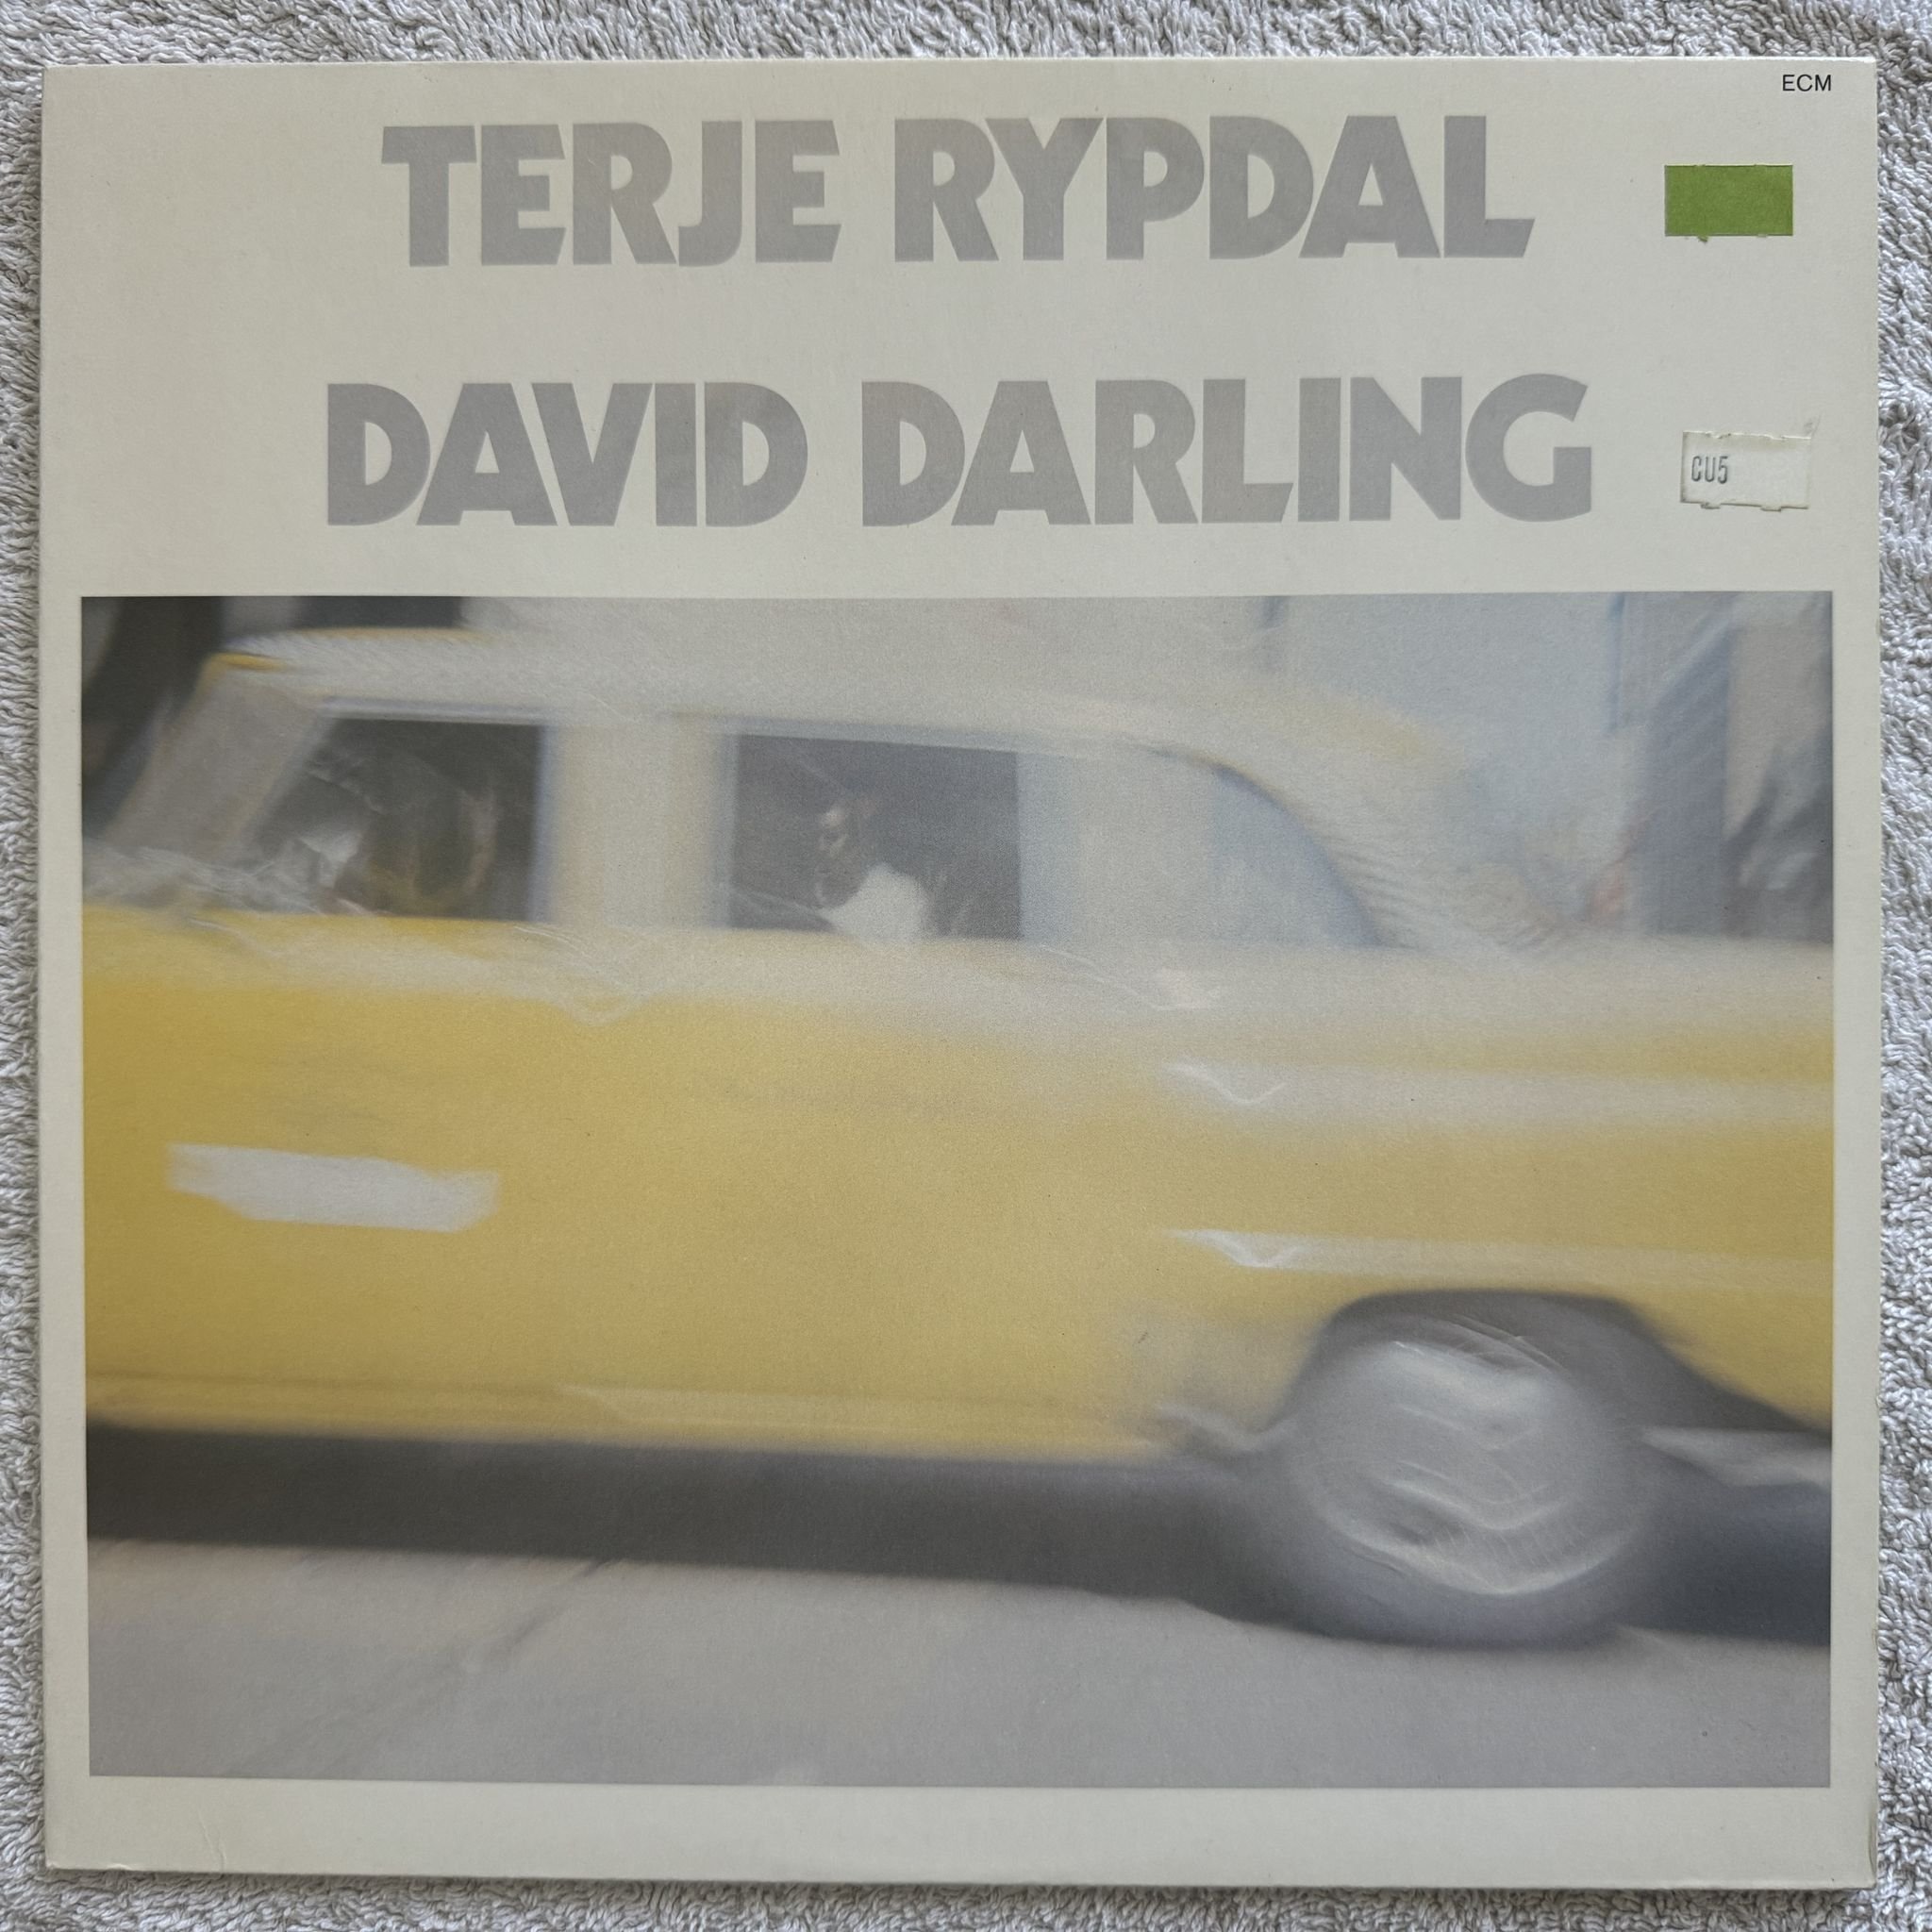 ECM
TERJE RYPDAL
DAVID DARLING
CU5